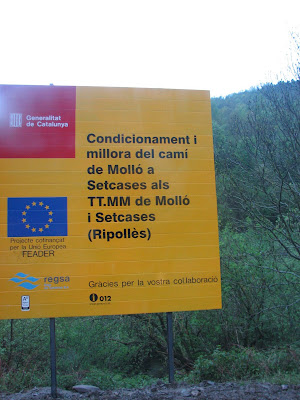 Generalitat
de Catalunya
Condicionament i
millora del camí
de Molló a
Setcases als
TT.MM de Molló
i Setcases
(Ripollès)
Projecte cofinançat
per la Unió Europea
FEADER
regsa
Gràcies per la vostra col·laboració
012